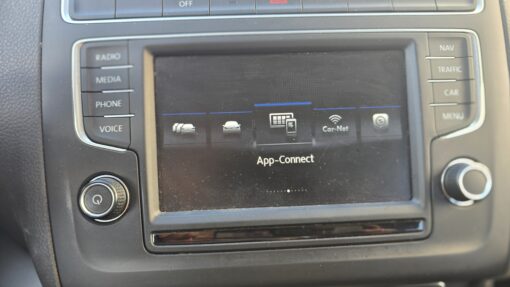 OFF
RADIO
MEDIA
PHONE
VOICE
NAV
TRAFFIC
CAR
MENU
Car-Net
App-Connect